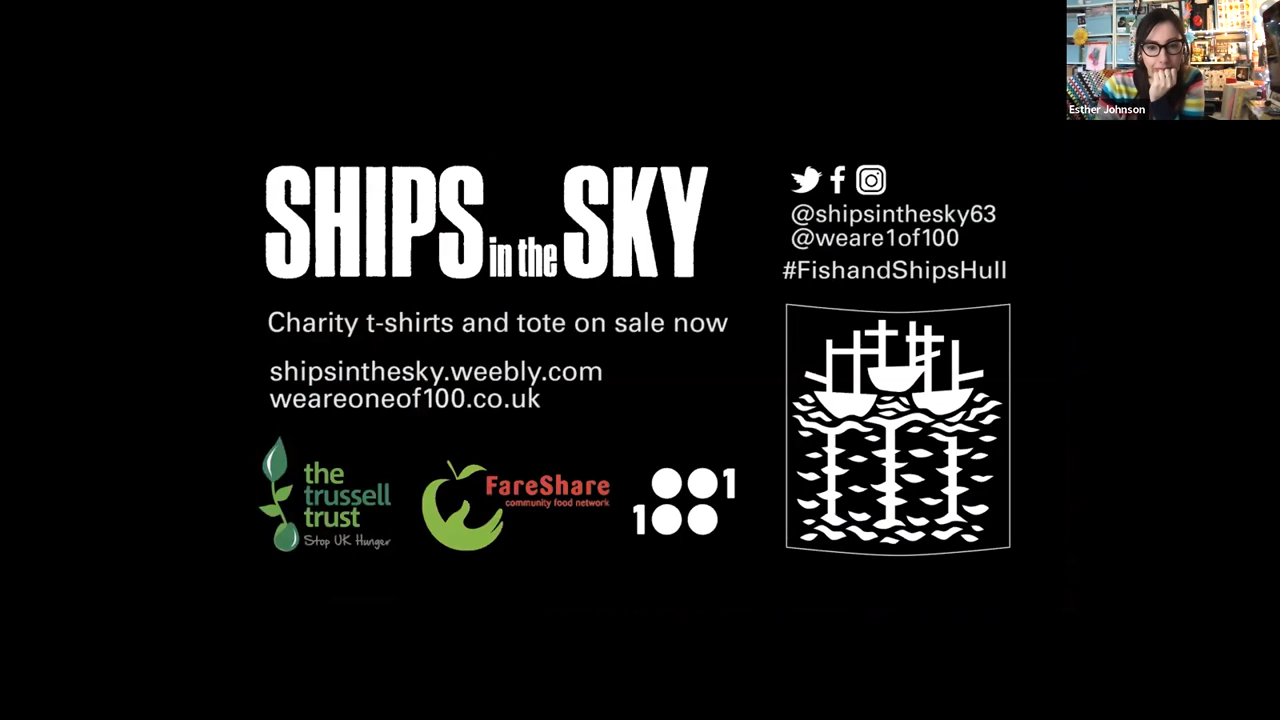 Esther Johnson
SHIPS in the SKY
Charity t-shirts and tote on sale now
shipsinthesky.weebly.com
weareoneof100.co.uk
the
trussell
trust
Stop UK Hunger
FareShare
community food network
1
1
@shipsinthesky63
@weare1of100
#FishandShipsHull